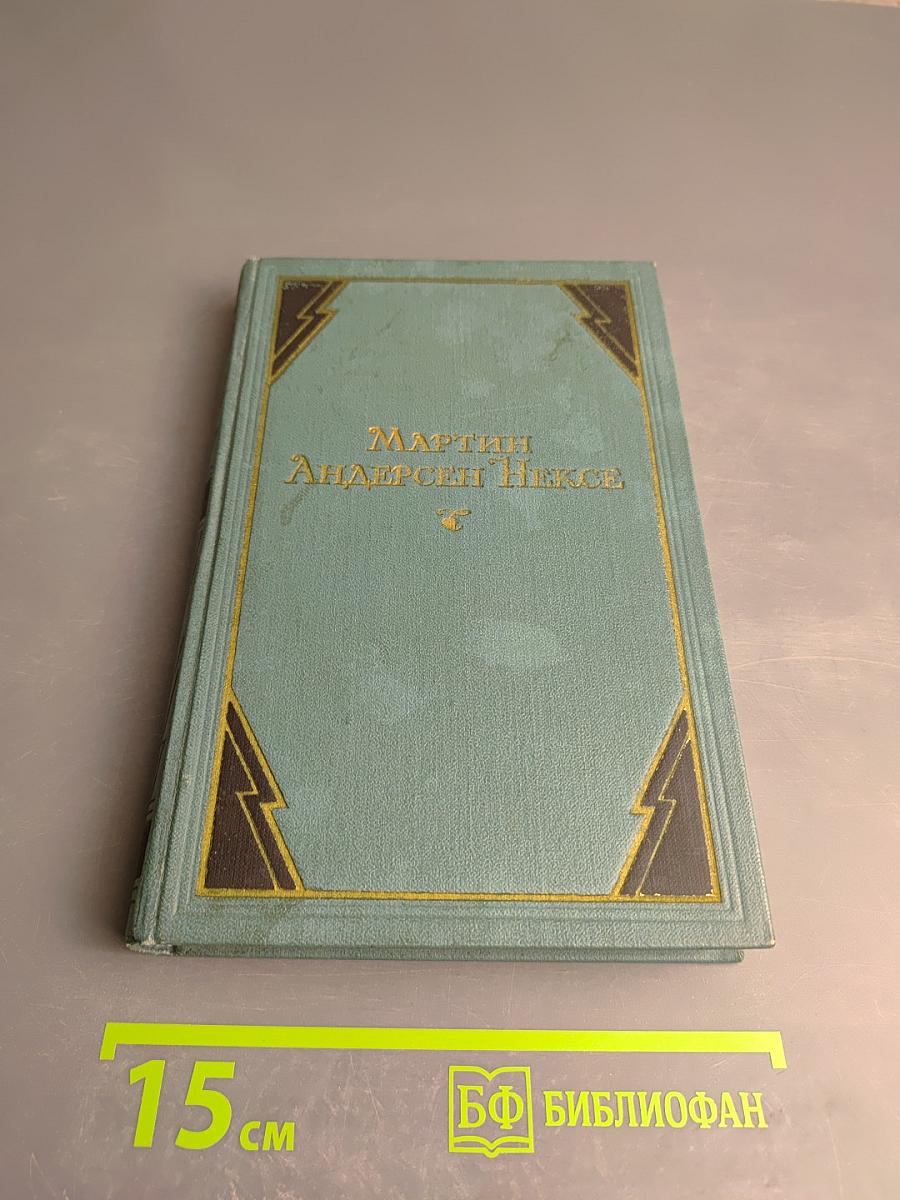 Мартин
Андерсен Нексе
15 см
БФ БИБЛИОФАН